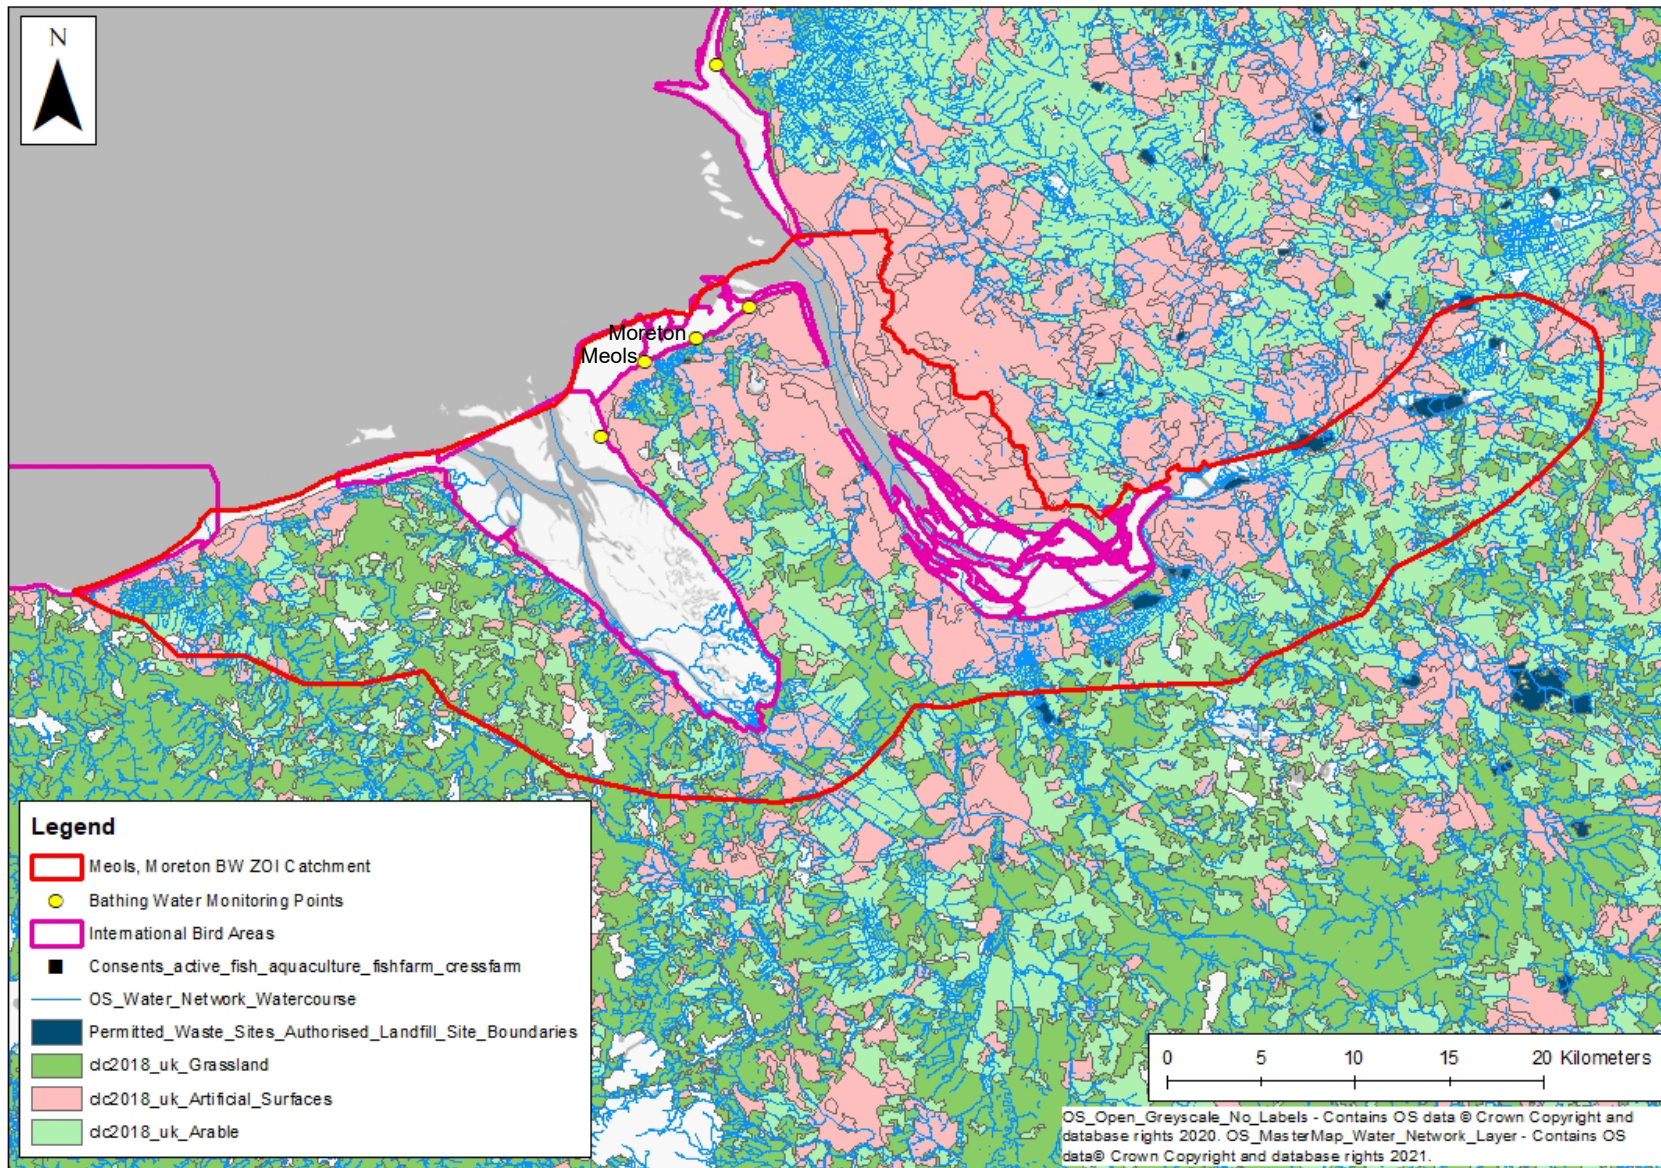 N
Moreton
Meols
Legend
Meols, Moreton BW ZOI Catchment
Bathing Water Monitoring Points
International Bird Areas
Consents_active_fish_aquaculture_fishfarm_cressfarm
OS_Water_Network_Watercourse
Permitted_Waste_Sites_Authorised_Landfill_Site_Boundaries
clc2018_uk_Grassland
clc2018_uk_Artificial_Surfaces
clc2018_uk_Arable
0 5 10 15 20 Kilometers
OS_Open_Greyscale_No_Labels - Contains OS data © Crown Copyright and
database rights 2020. OS_MasterMap_Water_Network_Layer - Contains OS
data© Crown Copyright and database rights 2021.